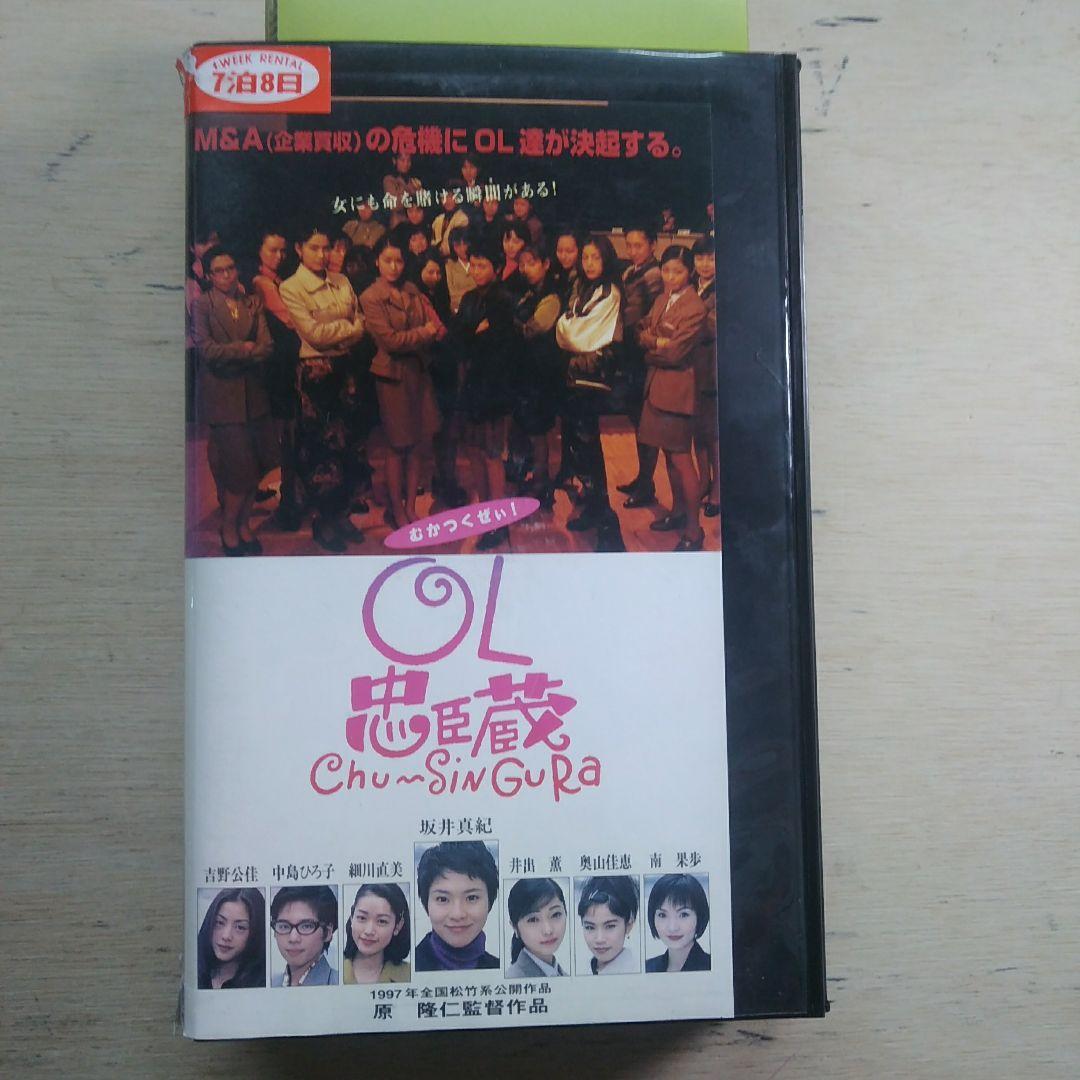 1WEEK RENTAL
7泊8日
M&A(企業買収)の危機にOL達が決起する。
女にも命を賭ける瞬間がある!
むかつくぜぃ!
OL
忠臣蔵
Chu~SiNGuRa
坂井真紀
吉野公佳 中島ひろ子 細川直美 井出 薫 奥山佳恵 南 果歩
1997年全国松竹系公開作品
原 隆仁監督作品